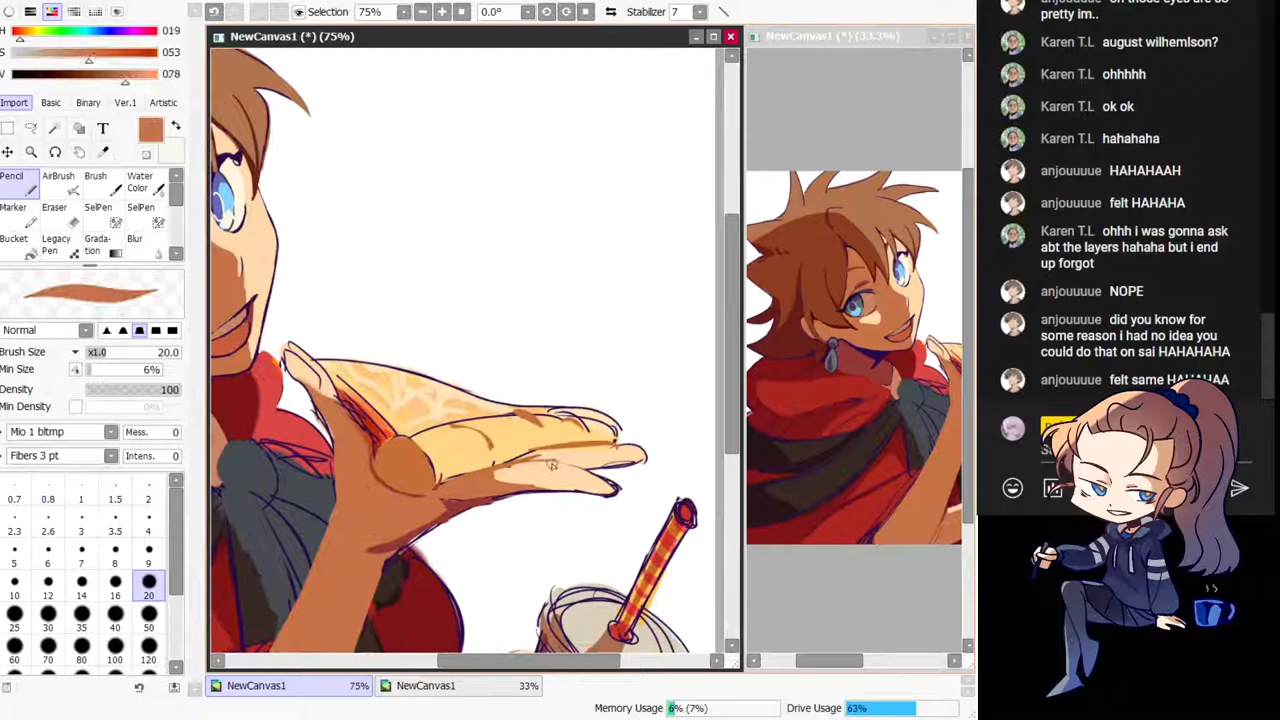 Selection 75% 0.0° Stabilizer 7
NewCanvas1 (*) (75%)
NewCanvas1 (*) (33.3%)
H 019
S 053
V 078
Import Basic Binary Ver.1 Artistic
T
Pencil AirBrush Brush Water Color
Marker Eraser SelPen SelPen
Bucket Legacy Pen Grada-tion Blur
Normal
Brush Size x1.0 20.0
Min Size 6%
Density 100
Min Density 0%
Mio 1 bltmp Mess. 0
Fibers 3 pt Intens. 0
0.7 0.8 1 1.5 2
2.3 2.6 3 3.5 4
5 6 7 8 9
10 12 14 16 20
25 30 35 40 50
60 70 80 100 120
NewCanvas1 75%
NewCanvas1 33%
Memory Usage 6% (7%)
Drive Usage 63%
pretty im..
Karen T.L august wilhemlson?
Karen T.L ohhhhh
Karen T.L ok ok
Karen T.L hahahaha
anjouuuue HAHAHAAH
anjouuuue felt HAHAHA
Karen T.L ohhh i was gonna ask
abt the layers hahaha but i end
up forgot
anjouuuue NOPE
anjouuuue did you know for
some reason i had no idea you
could do that on sai HAHAHAHA
anjouuuue felt same HAHAHAA